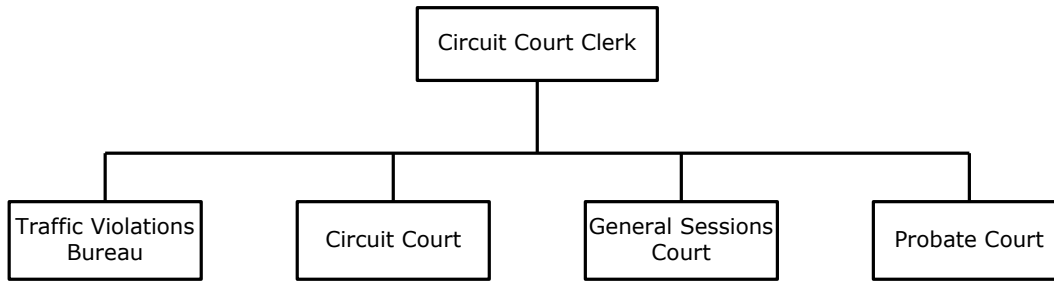 Circuit Court Clerk
Traffic Violations
Bureau
Circuit Court
General Sessions
Court
Probate Court